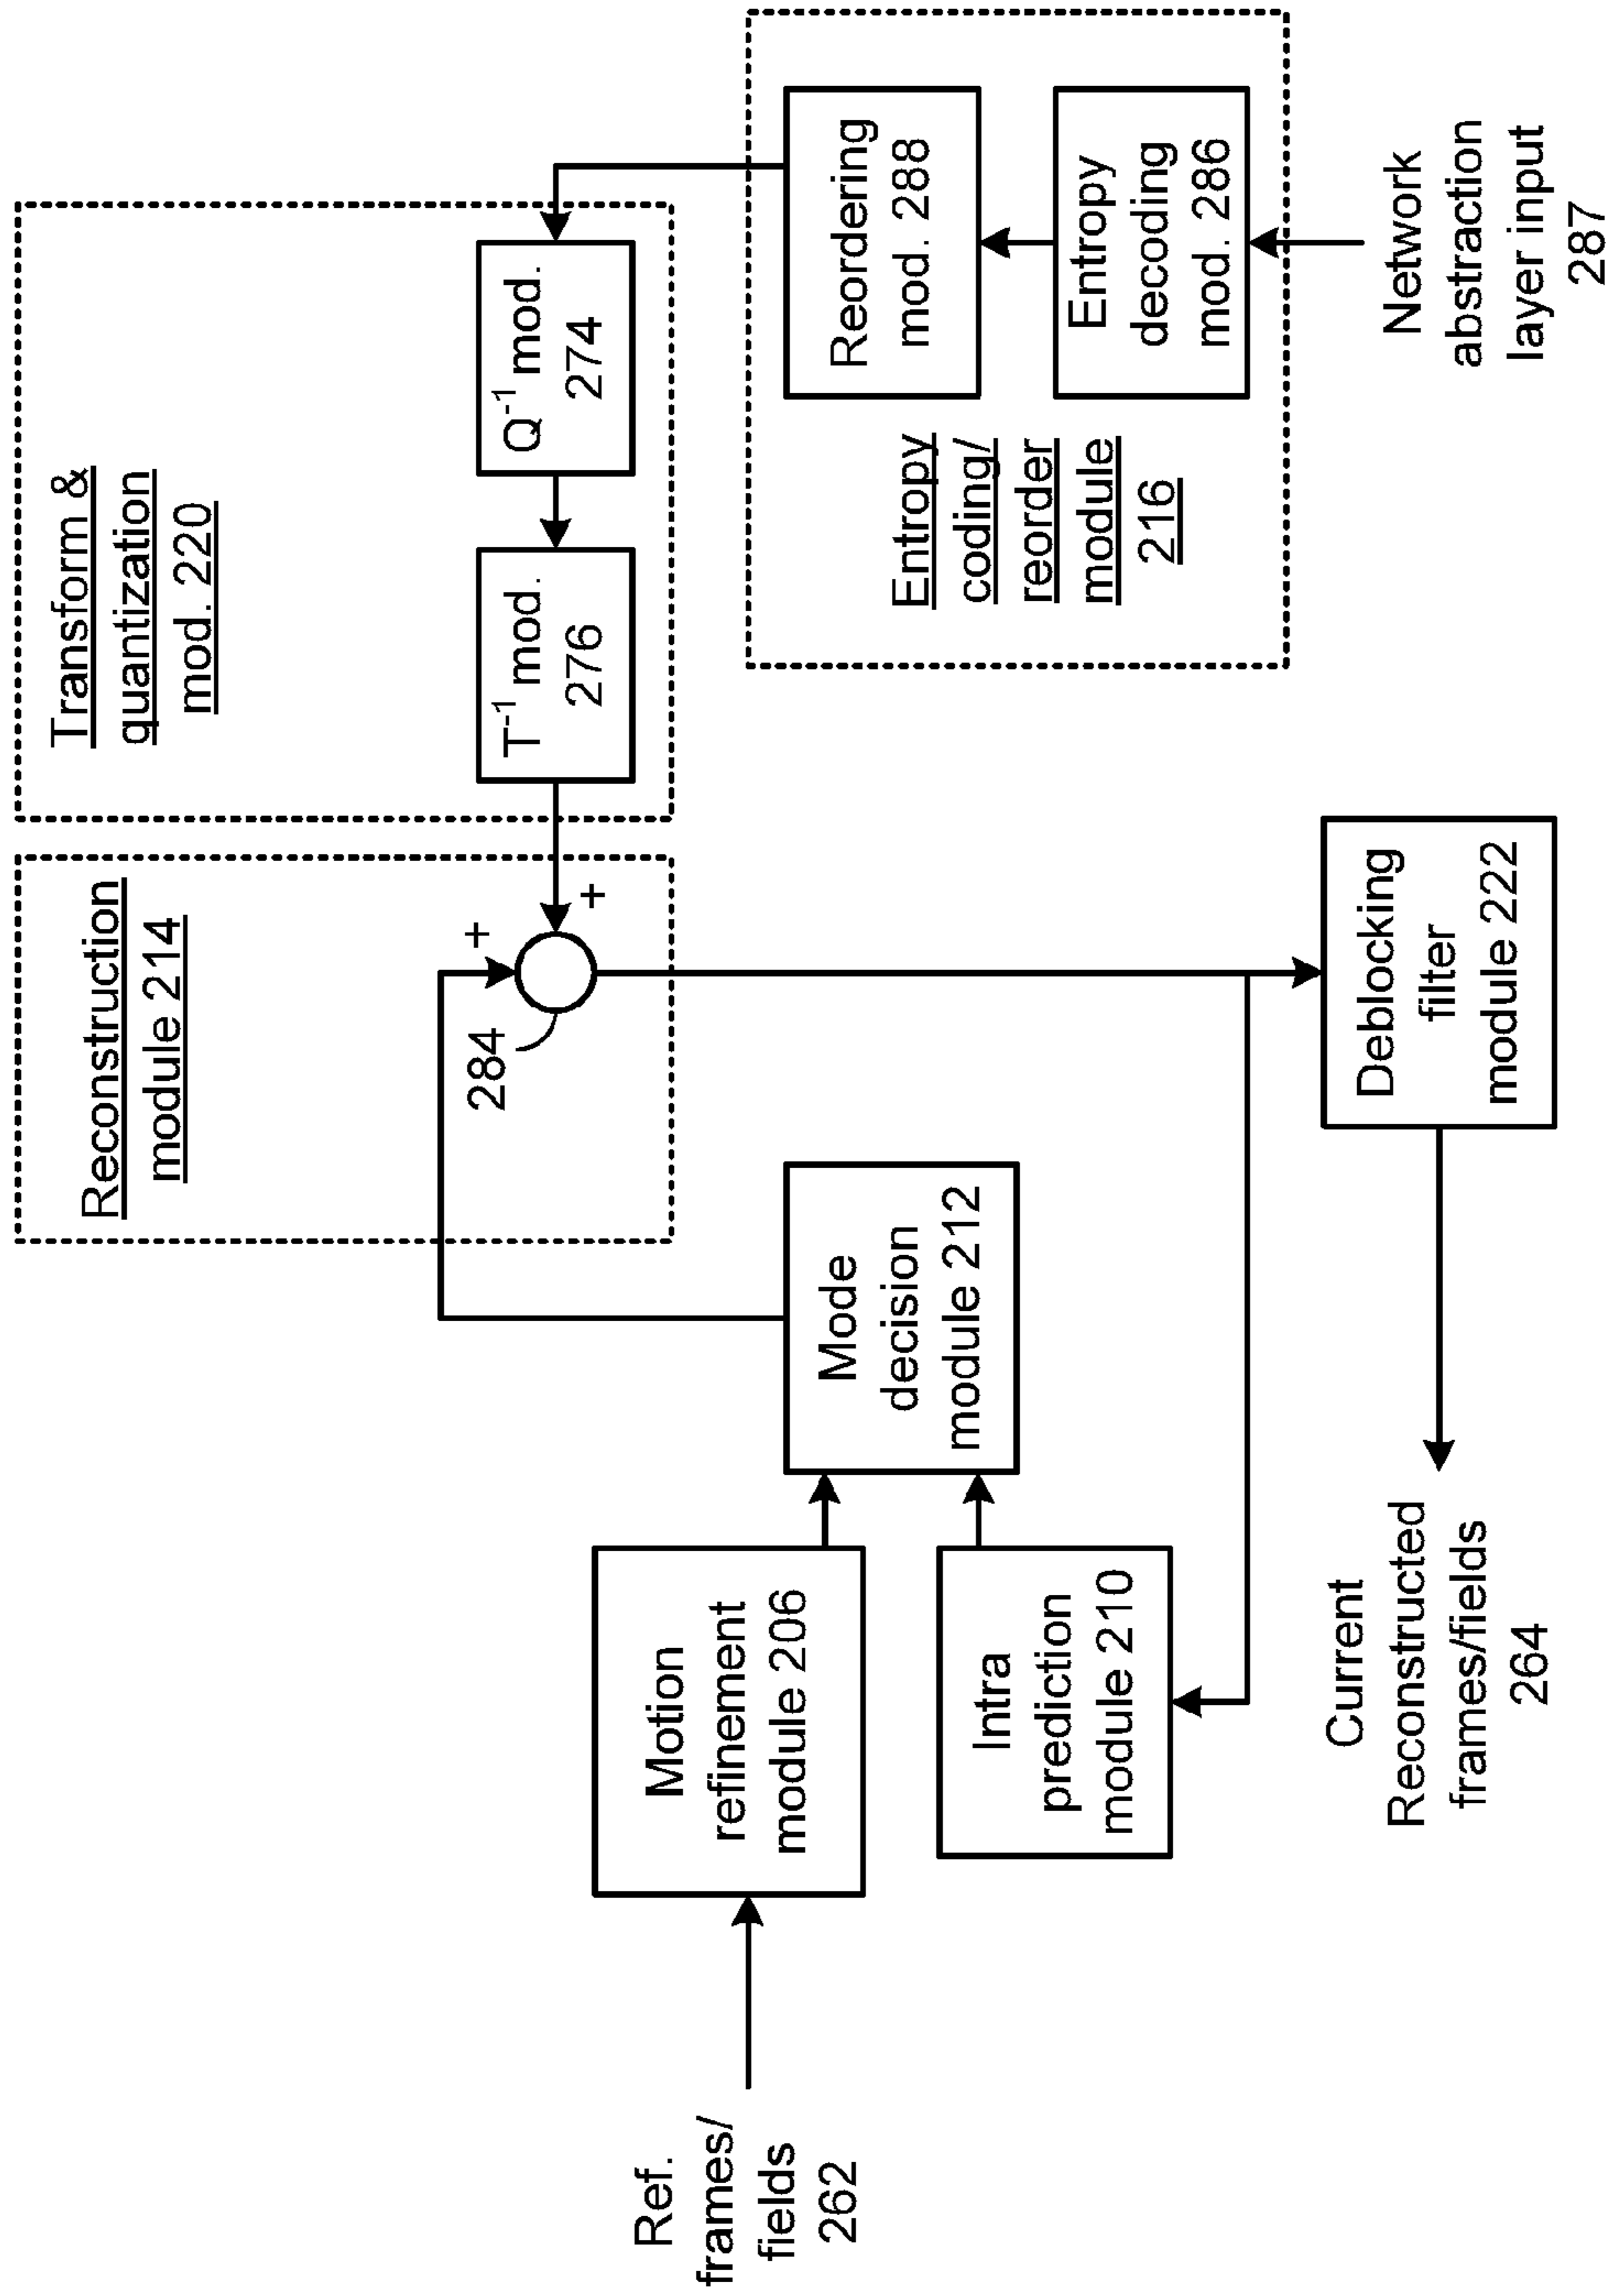 Reconstruction
module 214
Transform &
quantization
mod. 220
+
+
284
T-1 mod.
276
Q-1 mod.
274
Ref.
frames/
fields
262
Motion
refinement
module 206
Mode
decision
module 212
Intra
prediction
module 210
Entropy
coding/
reorder
module
216
Reordering
mod. 288
Entropy
decoding
mod. 286
Current
Reconstructed
frames/fields
264
Deblocking
filter
module 222
Network
abstraction
layer input
287